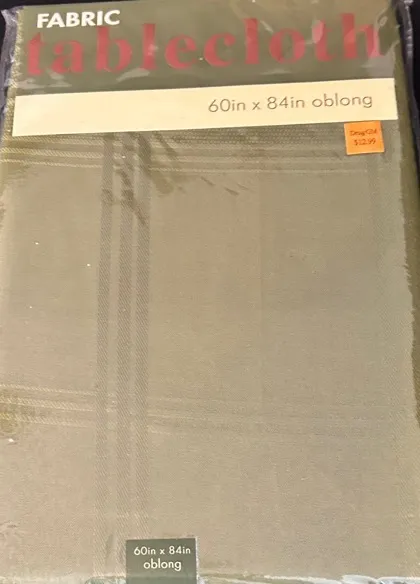 FABRIC
tablecloth
60in x 84in oblong
$12.99
60in x 84in
oblong